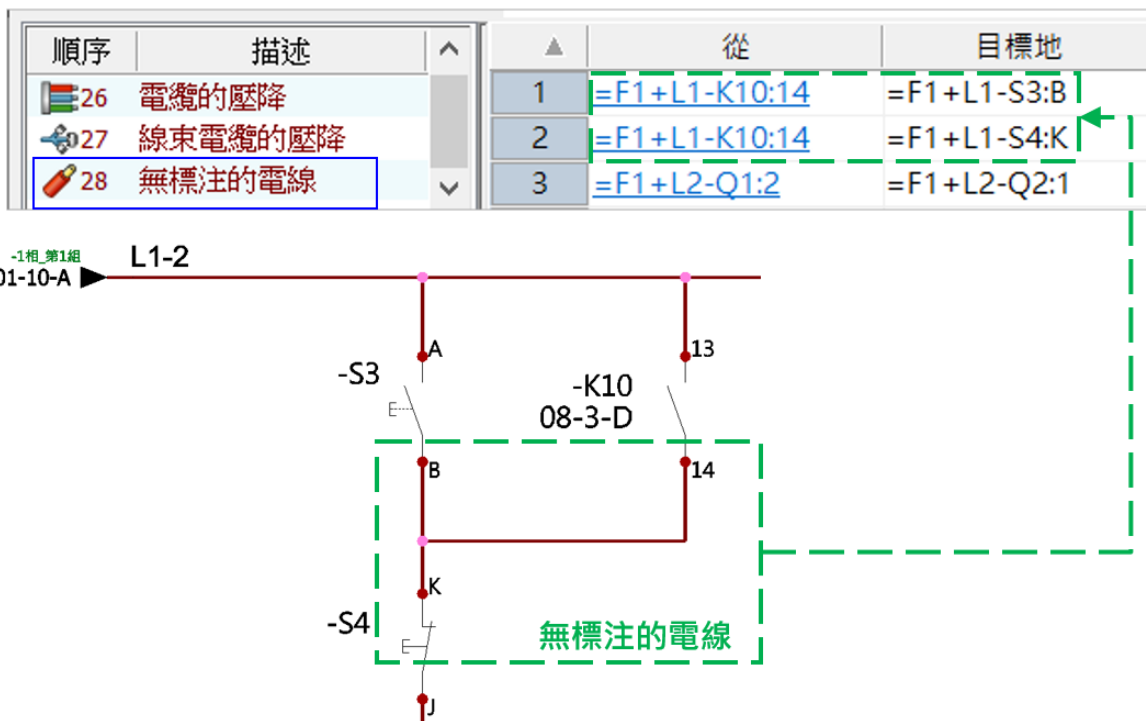 順序 描述
26 電纜的壓降
27 線束電纜的壓降
28 無標注的電線
從 目標地
1 =F1+L1-K10:14 =F1+L1-S3:B
2 =F1+L1-K10:14 =F1+L1-S4:K
3 =F1+L2-Q1:2 =F1+L2-Q2:1
-1相_第1組
01-10-A
L1-2
A
13
-S3
-K10
08-3-D
B
14
K
-S4
無標注的電線
J